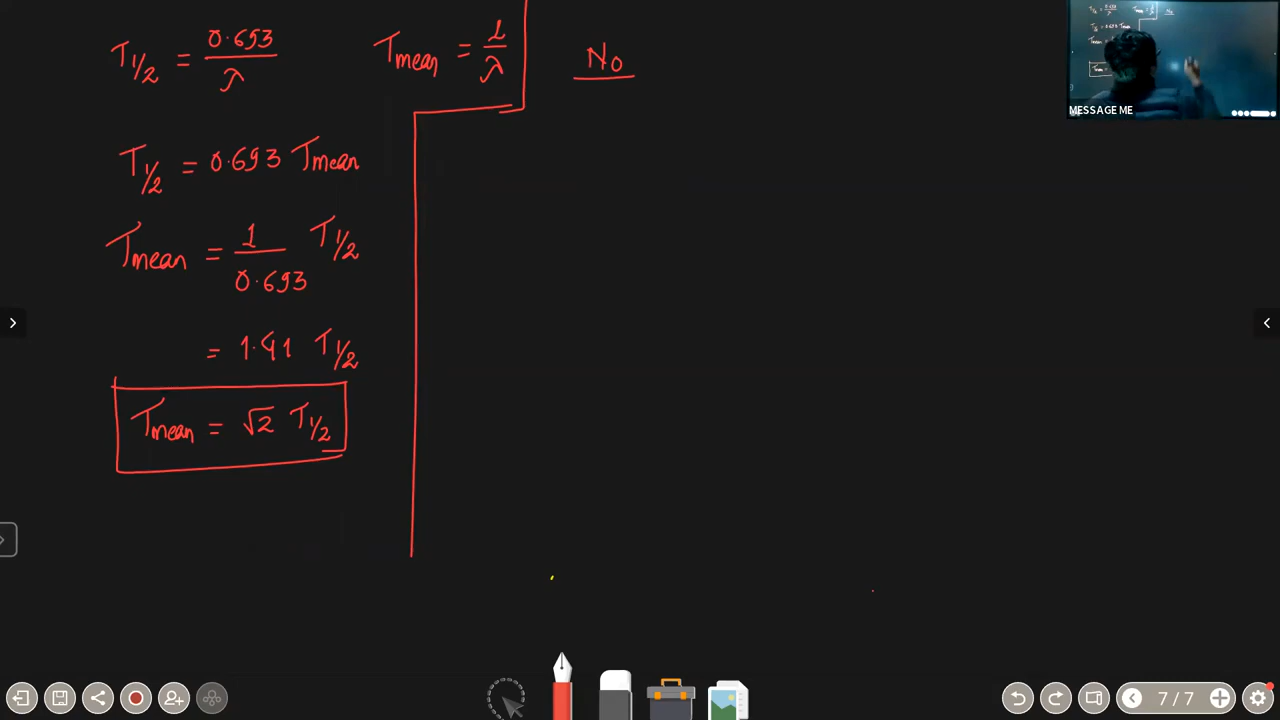 T1/2 = 0.693/λ
Tmean = 1/λ
N0
T1/2 = 0.693 Tmean
Tmean = 1/0.693 T1/2
= 1.41 T1/2
Tmean = √2 T1/2
MESSAGE ME
7/7